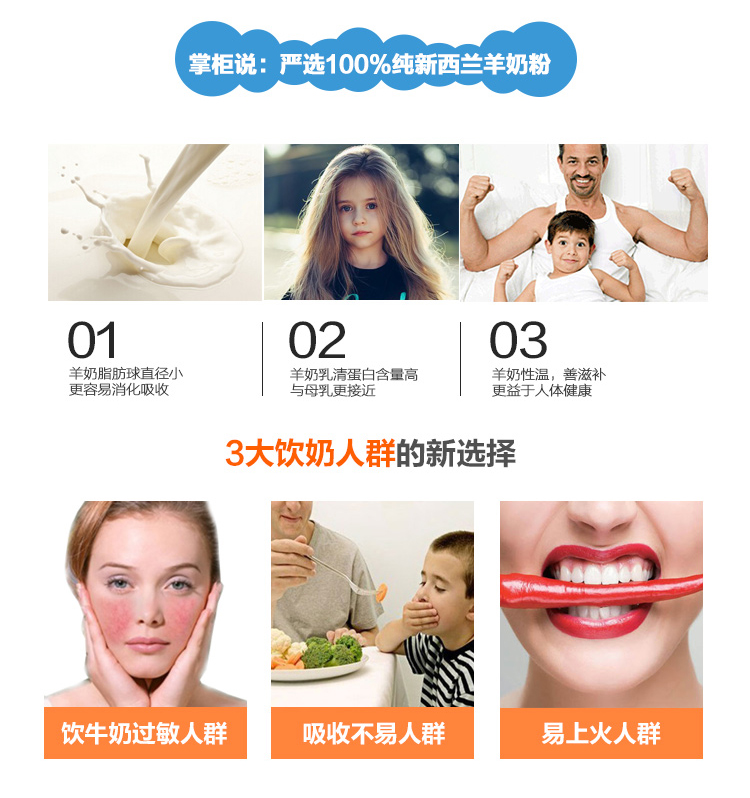 掌柜说：严选100%纯新西兰羊奶粉
01
羊奶脂肪球直径小
更容易消化吸收
02
羊奶乳清蛋白含量高
与母乳更接近
03
羊奶性温，善滋补
更益于人体健康
3大饮奶人群的新选择
饮牛奶过敏人群
吸收不易人群
易上火人群